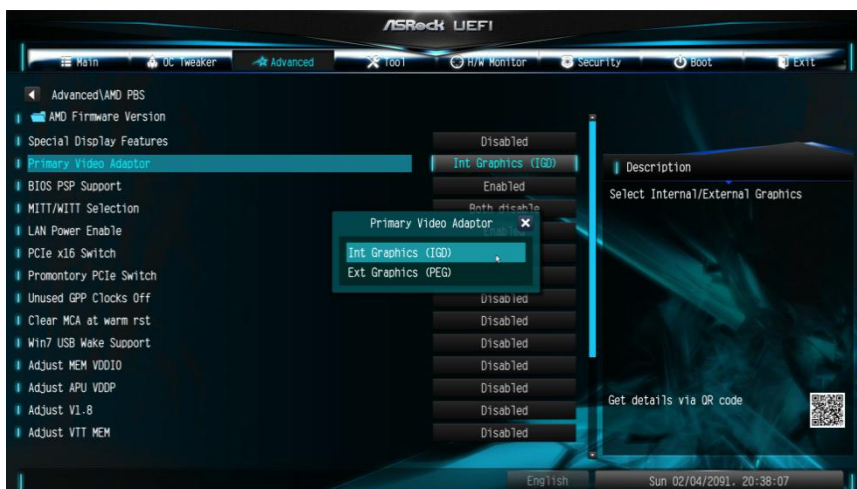 ASRock UEFI
Main OC Tweaker Advanced Tool H/W Monitor Security Boot Exit
Advanced\AMD PBS
AMD Firmware Version
Special Display Features Disabled
Primary Video Adaptor Int Graphics (IGD)
BIOS PSP Support Enabled
MITT/WITT Selection Both disable
LAN Power Enable Enabled
PCIe x16 Switch
Promontory PCIe Switch
Unused GPP Clocks Off Disabled
Clear MCA at warm rst Disabled
Win7 USB Wake Support Disabled
Adjust MEM VDDIO Disabled
Adjust APU VDDP Disabled
Adjust V1.8 Disabled
Adjust VTT MEM Disabled
Primary Video Adaptor
Int Graphics (IGD)
Ext Graphics (PEG)
Description
Select Internal/External Graphics
Get details via QR code
English Sun 02/04/2091. 20:38:07